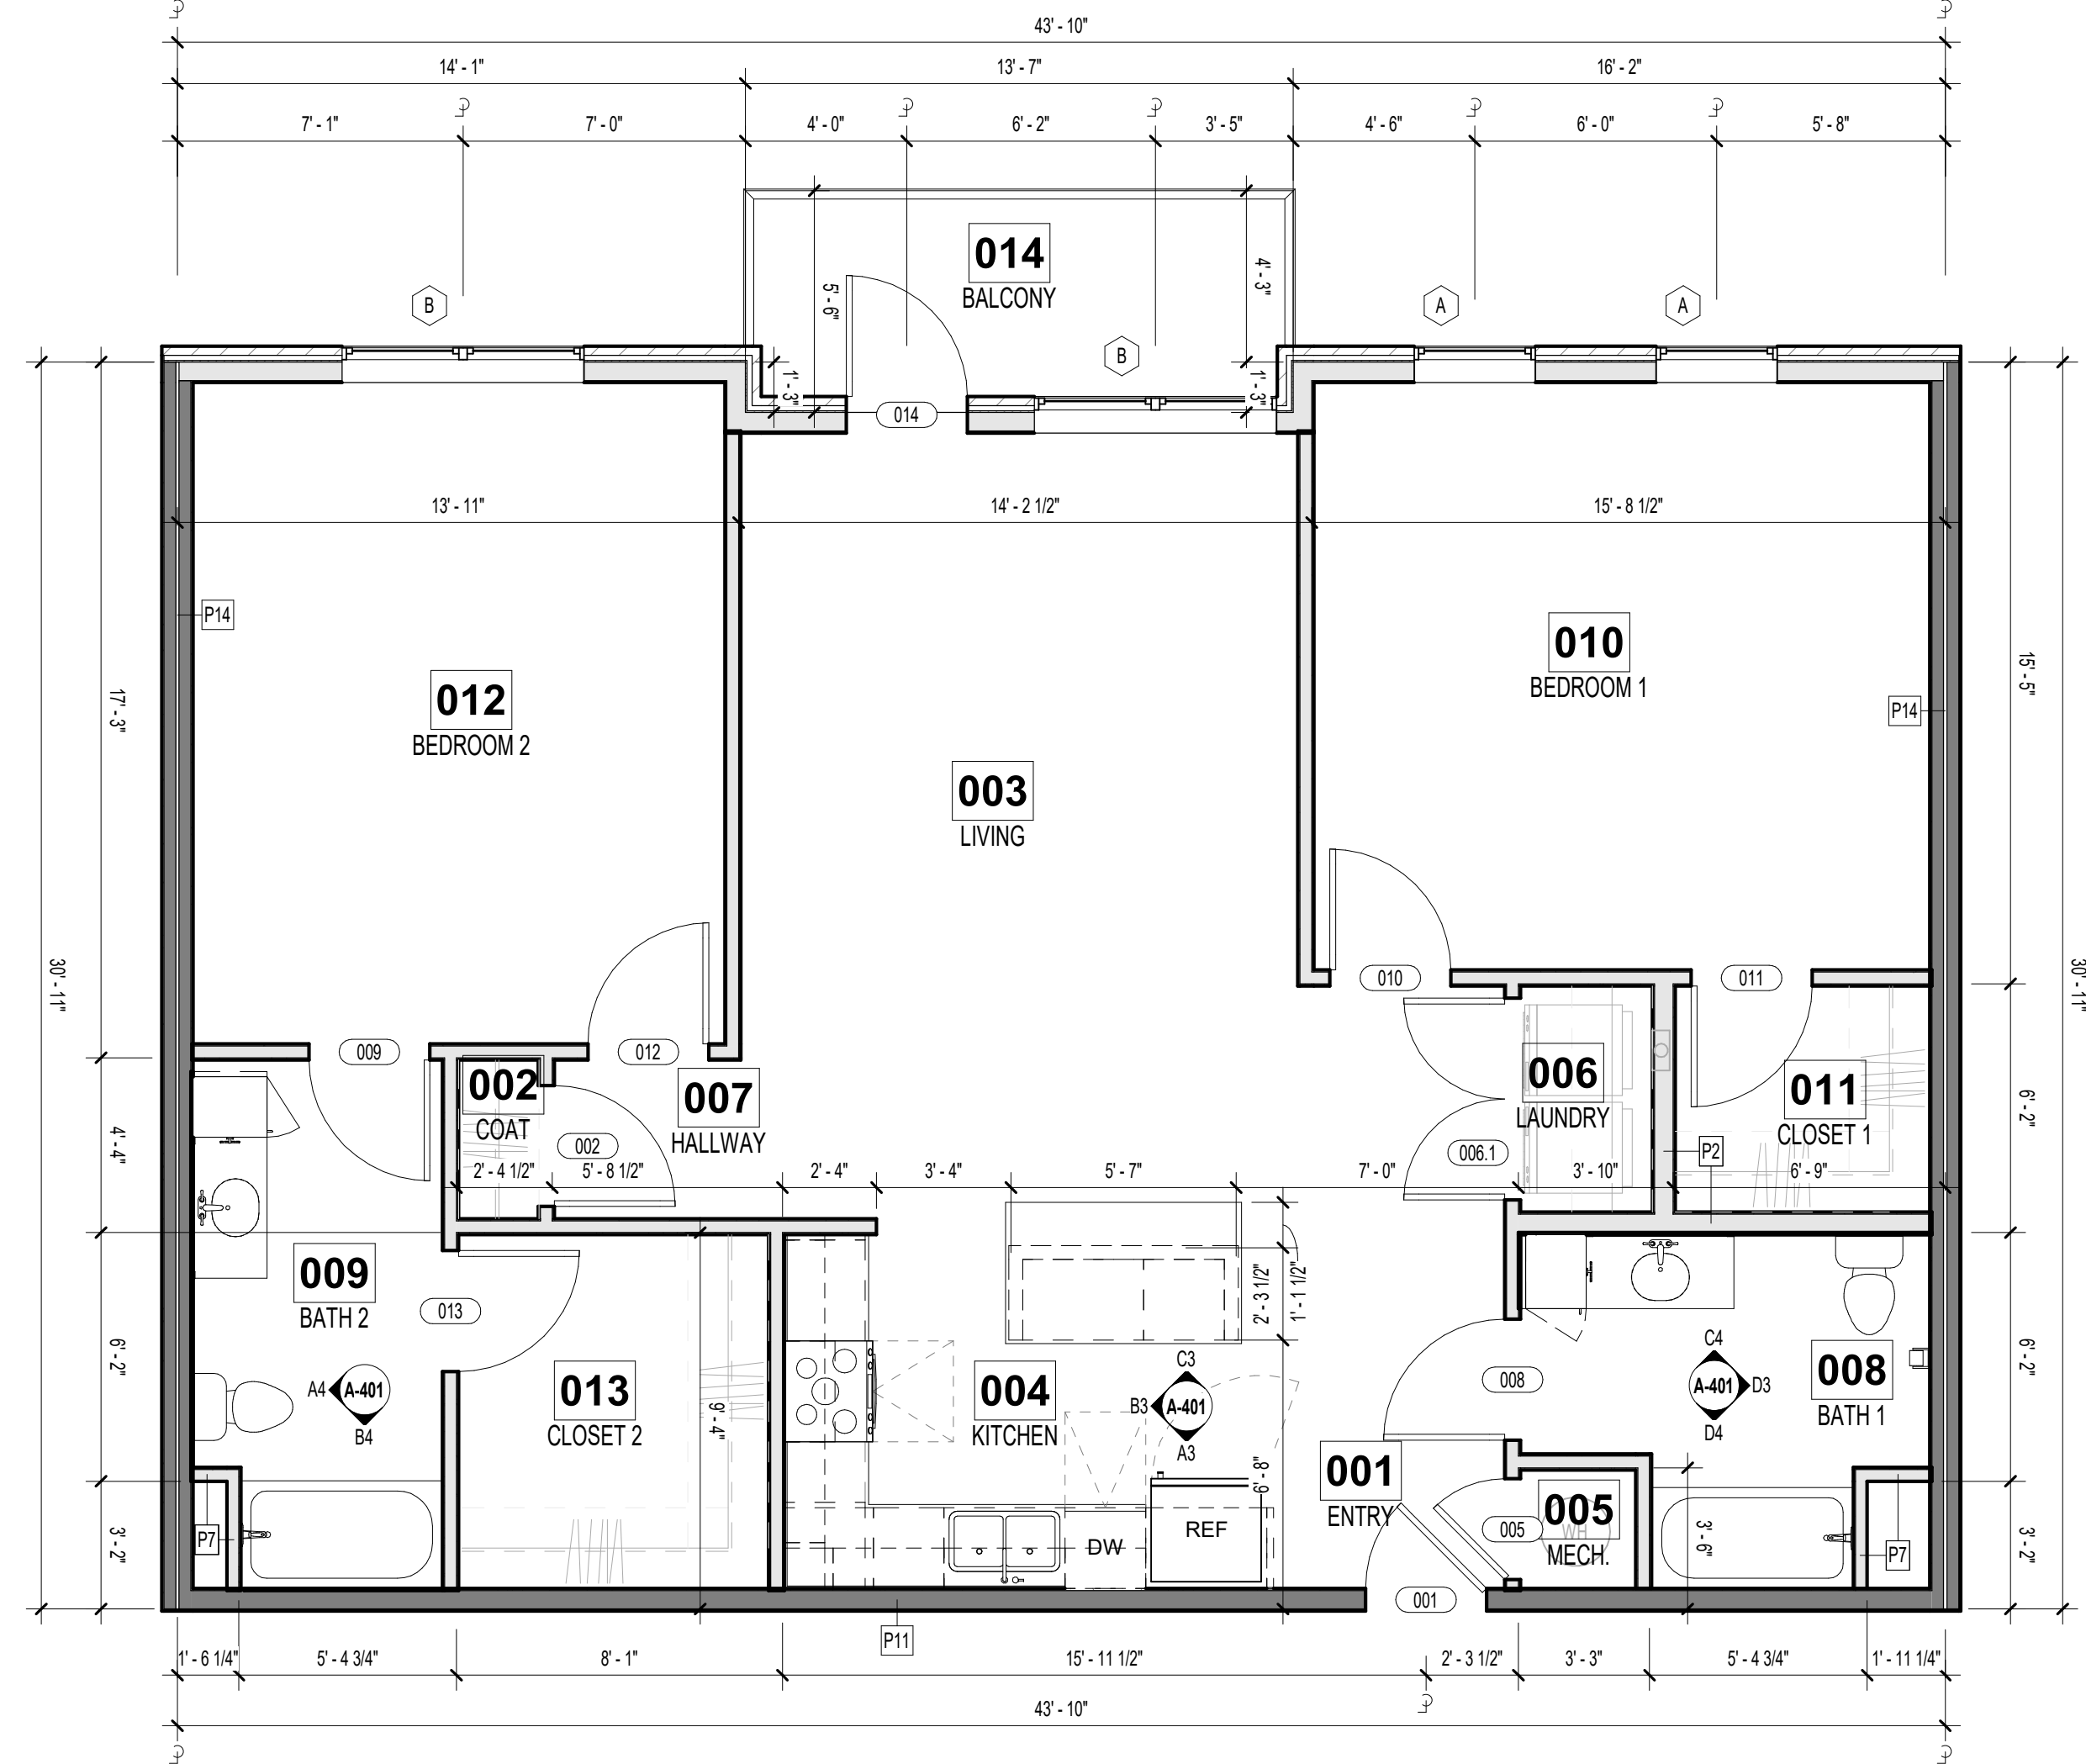 43' - 10"
14' - 1" 13' - 7" 16' - 2"
7' - 1" 7' - 0" 4' - 0" 6' - 2" 3' - 5" 4' - 6" 6' - 0" 5' - 8"
014
BALCONY
5' - 6"
4' - 3"
B
A
A
B
1' - 3"
1' - 3"
014
13' - 11" 14' - 2 1/2" 15' - 8 1/2"
P14
010
BEDROOM 1
15' - 5"
012
BEDROOM 2
17' - 3"
P14
003
LIVING
30' - 11"
30' - 11"
010
011
009
012
002
COAT
007
HALLWAY
006
LAUNDRY
011
CLOSET 1
6' - 2"
4' - 4"
002
006.1
P2
2' - 4 1/2" 5' - 8 1/2" 2' - 4" 3' - 4" 5' - 7" 7' - 0" 3' - 10" 6' - 9"
009
BATH 2
013
2' - 3 1/2"
1' - 1 1/2"
6' - 2"
6' - 2"
013
CLOSET 2
A4
A-401
B4
9' - 4"
004
KITCHEN
C3
B3
A-401
A3
008
C4
A-401
D3
D4
008
BATH 1
001
ENTRY
6' - 8"
005
005
WH
MECH.
P7
DW
REF
3' - 6"
P7
3' - 2"
3' - 2"
001
P11
1' - 6 1/4" 5' - 4 3/4" 8' - 1" 15' - 11 1/2" 2' - 3 1/2" 3' - 3" 5' - 4 3/4" 1' - 11 1/4"
43' - 10"